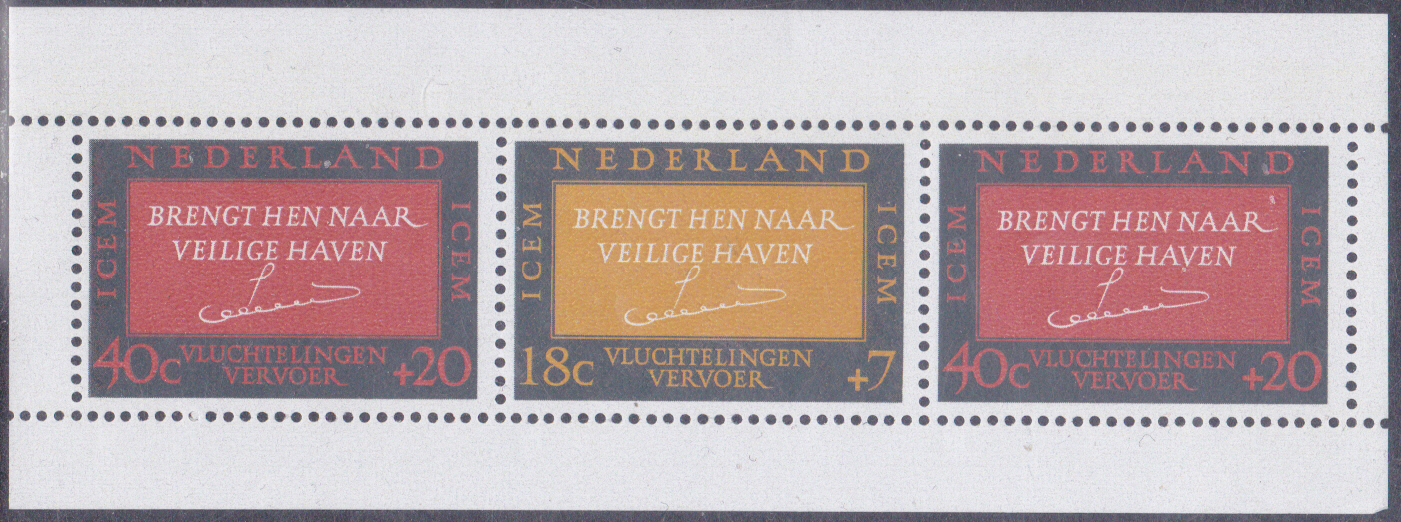 NEDERLAND
ICEM
BRENGT HEN NAAR
VEILIGE HAVEN
ICEM
40c VLUCHTELINGEN VERVOER +20
NEDERLAND
ICEM
BRENGT HEN NAAR
VEILIGE HAVEN
ICEM
18c VLUCHTELINGEN VERVOER +7
NEDERLAND
ICEM
BRENGT HEN NAAR
VEILIGE HAVEN
ICEM
40c VLUCHTELINGEN VERVOER +20